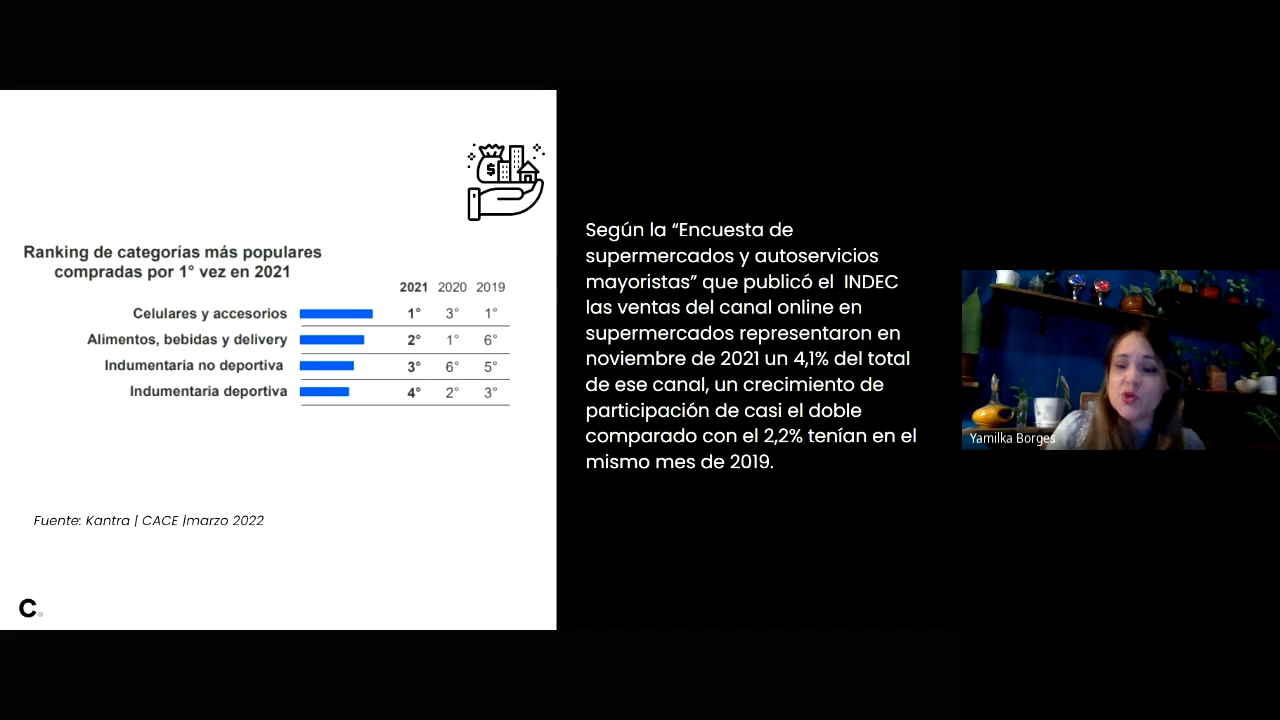 Ranking de categorías más populares
compradas por 1° vez en 2021
2021 2020 2019
Celulares y accesorios 1° 3° 1°
Alimentos, bebidas y delivery 2° 1° 6°
Indumentaria no deportiva 3° 6° 5°
Indumentaria deportiva 4° 2° 3°
Fuente: Kantra | CACE |marzo 2022
C.
Según la “Encuesta de
supermercados y autoservicios
mayoristas” que publicó el INDEC
las ventas del canal online en
supermercados representaron en
noviembre de 2021 un 4,1% del total
de ese canal, un crecimiento de
participación de casi el doble
comparado con el 2,2% tenían en el
mismo mes de 2019.
Yamilka Borges